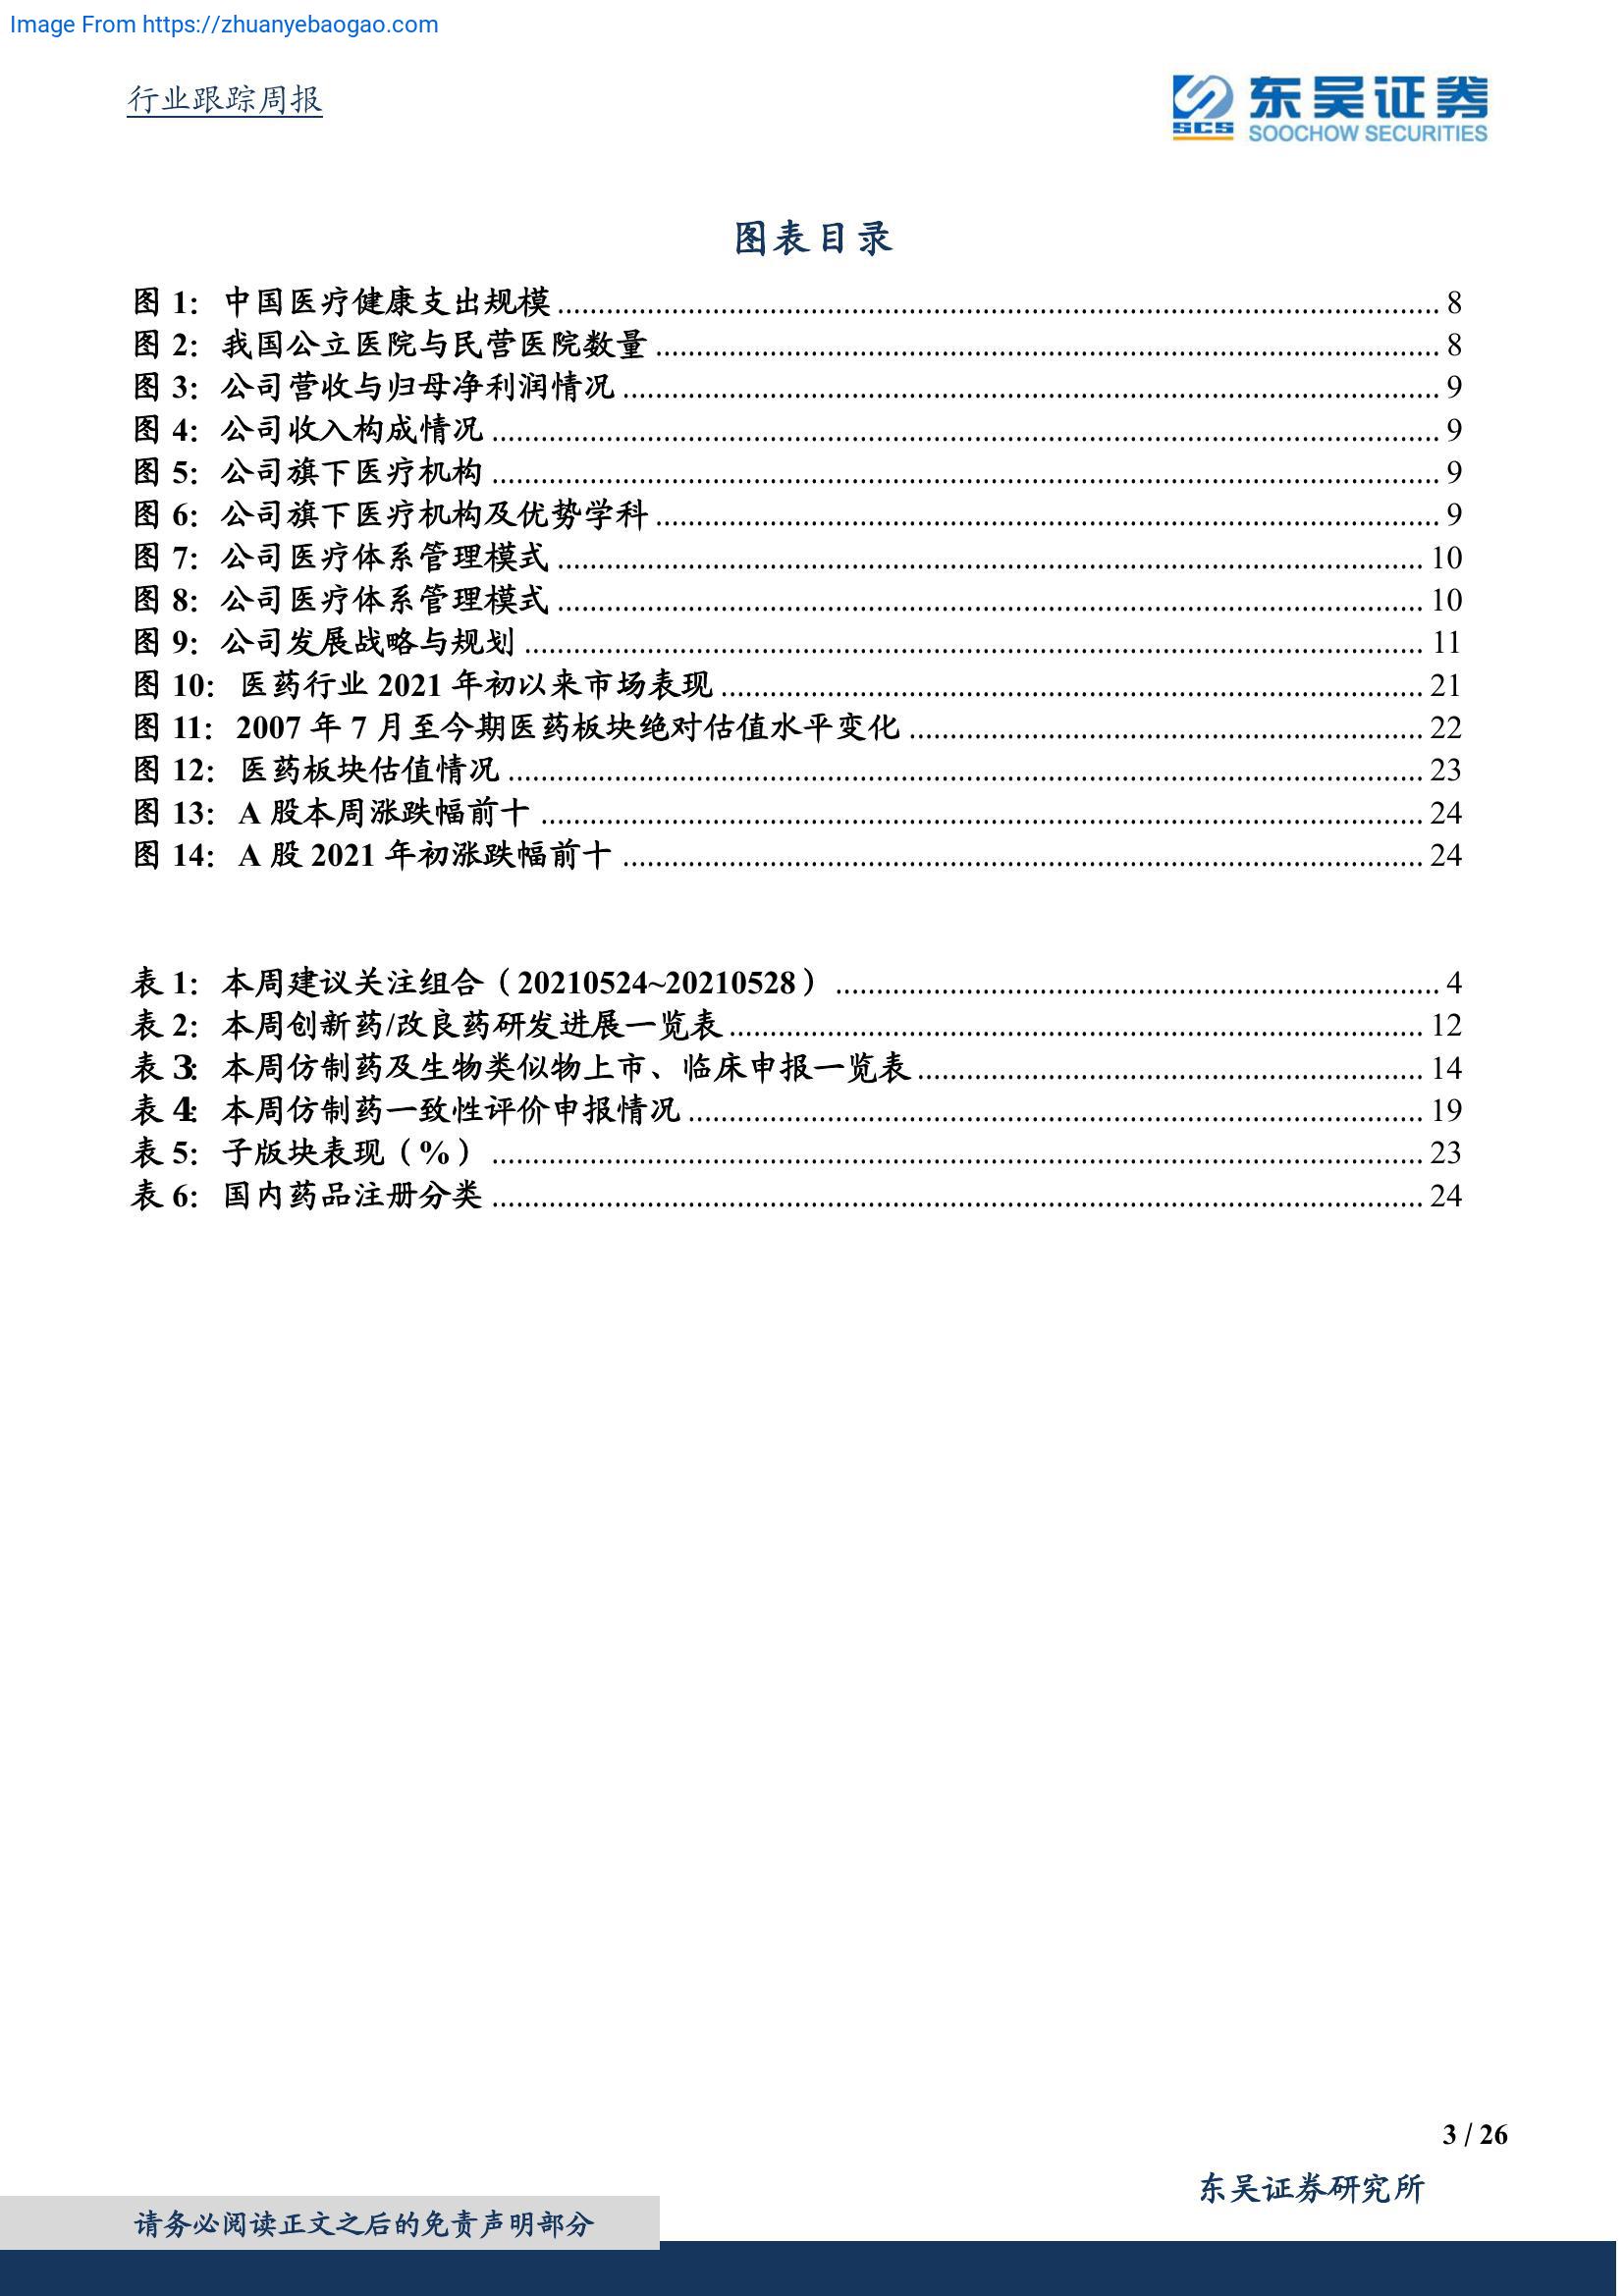 Image From https://zhuanyebaogao.com
行业跟踪周报
SCS 东吴证券
SOOCHOW SECURITIES
图表目录
图 1: 中国医疗健康支出规模 ........ 8
图 2: 我国公立医院与民营医院数量 ........ 8
图 3: 公司营收与归母净利润情况 ........ 9
图 4: 公司收入构成情况 ........ 9
图 5: 公司旗下医疗机构 ........ 9
图 6: 公司旗下医疗机构及优势学科 ........ 9
图 7: 公司医疗体系管理模式 ........ 10
图 8: 公司医疗体系管理模式 ........ 10
图 9: 公司发展战略与规划 ........ 11
图 10: 医药行业 2021 年初以来市场表现 ........ 21
图 11: 2007 年 7 月至今期医药板块绝对估值水平变化 ........ 22
图 12: 医药板块估值情况 ........ 23
图 13: A 股本周涨跌幅前十 ........ 24
图 14: A 股 2021 年初涨跌幅前十 ........ 24
表 1: 本周建议关注组合（20210524~20210528） ........ 4
表 2: 本周创新药/改良药研发进展一览表 ........ 12
表 3: 本周仿制药及生物类似物上市、临床申报一览表 ........ 14
表 4: 本周仿制药一致性评价申报情况 ........ 19
表 5: 子版块表现（%） ........ 23
表 6: 国内药品注册分类 ........ 24
3 / 26
东吴证券研究所
请务必阅读正文之后的免责声明部分